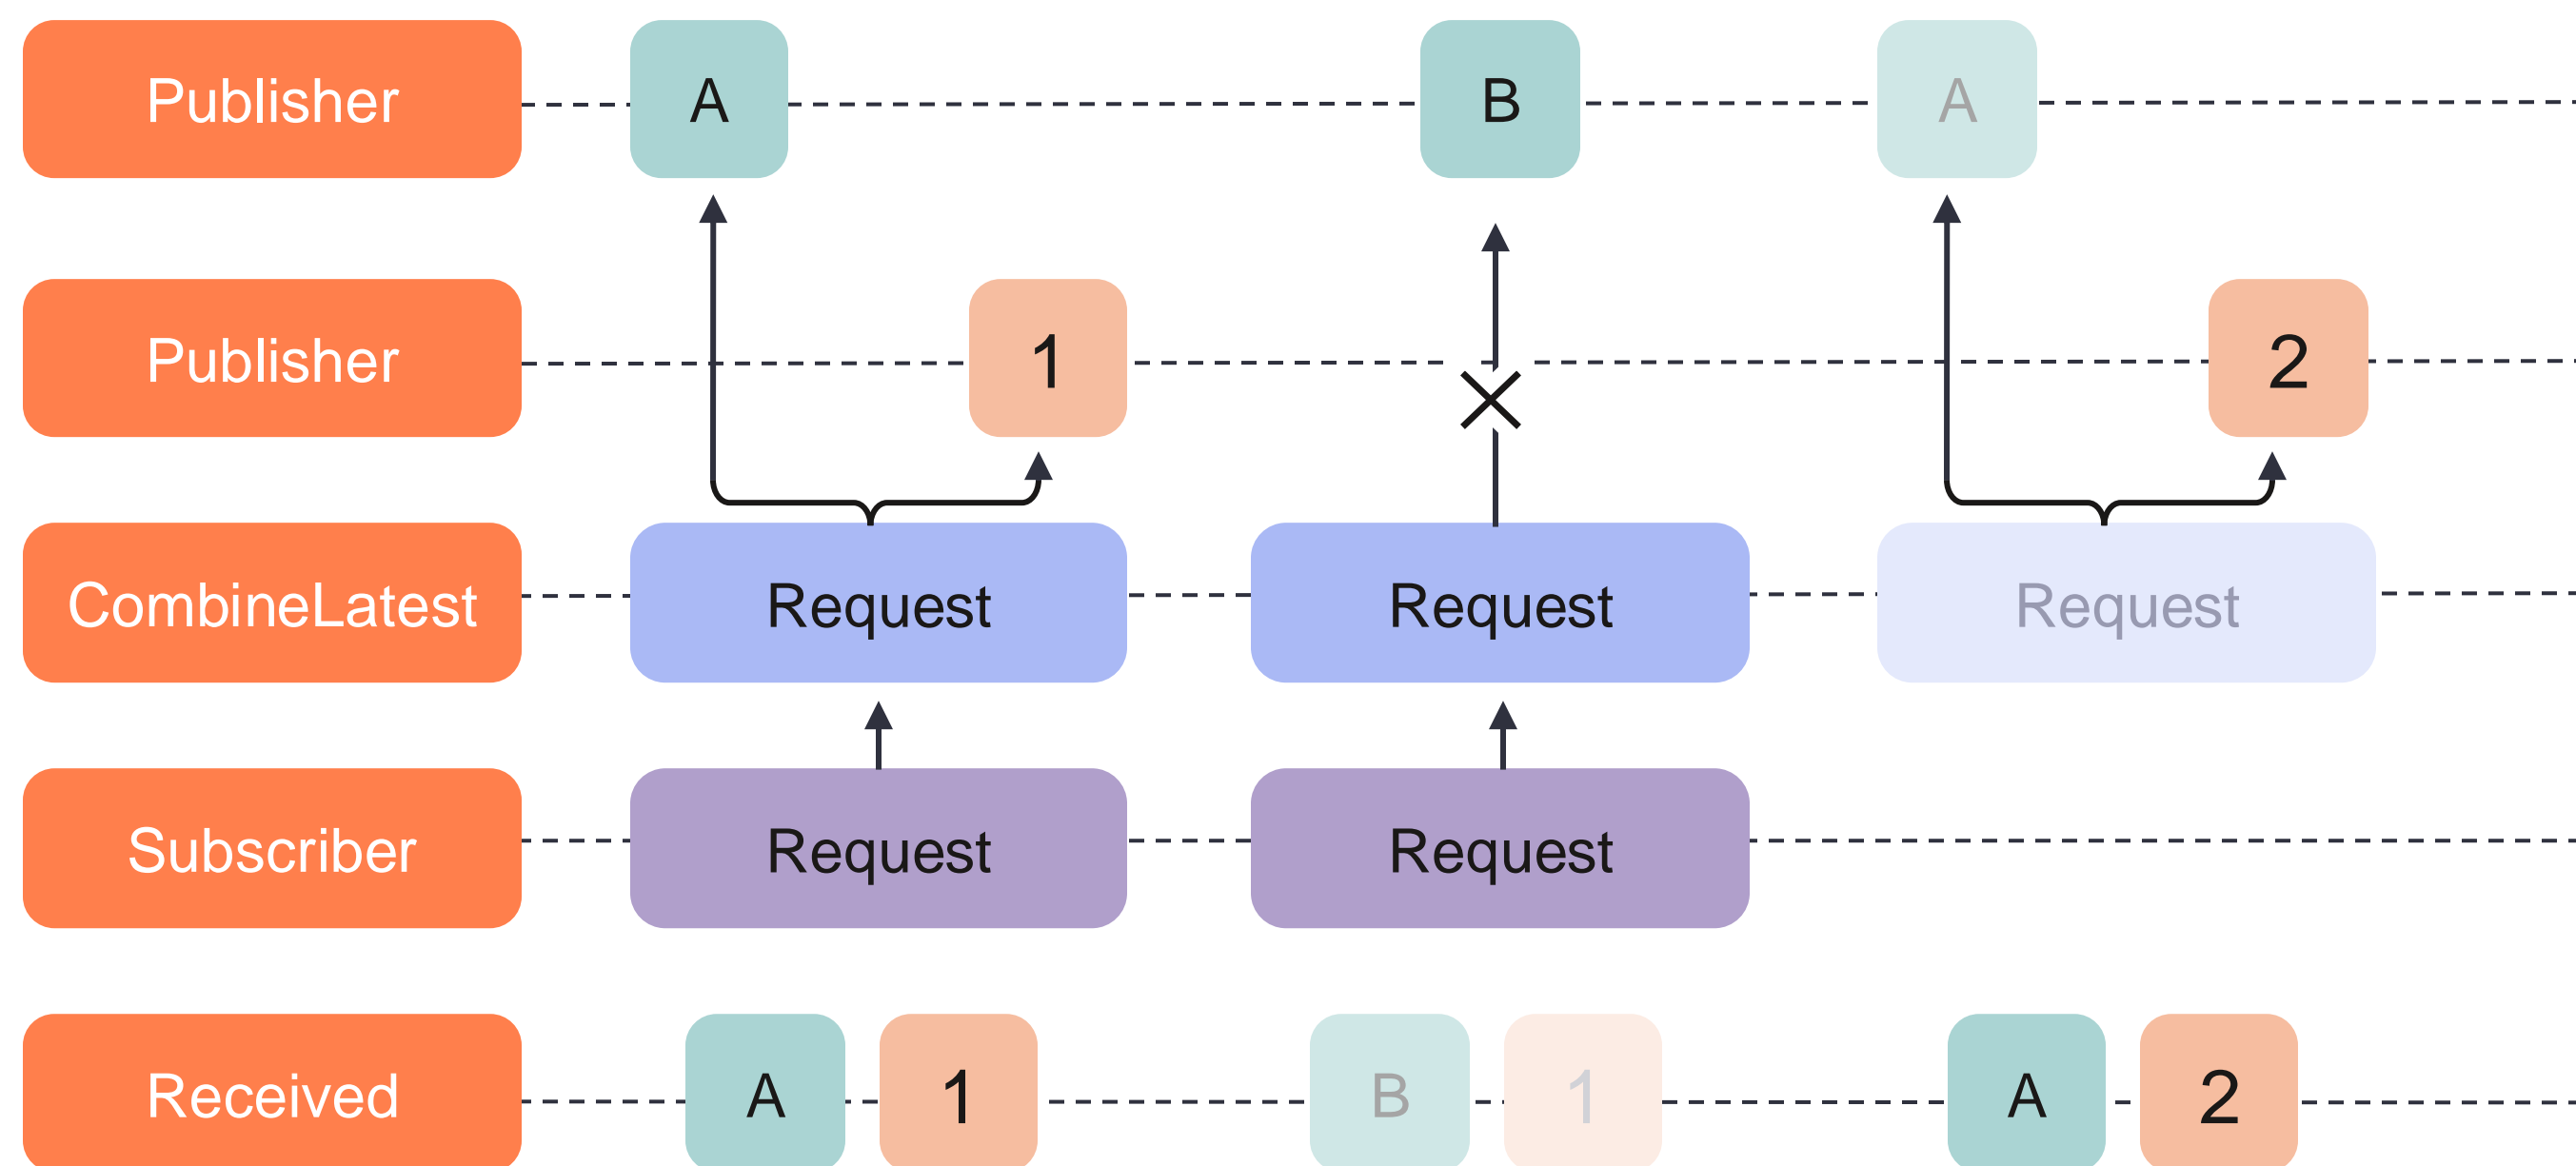 Publisher A B A
Publisher 1 2
CombineLatest Request Request Request
Subscriber Request Request
Received A 1 B 1 A 2